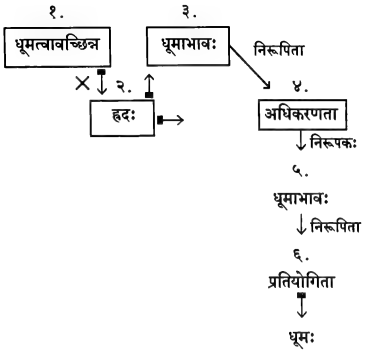 १.
धूमत्वावच्छिन्न
२.
ह्रदः
३.
धूमाभावः
निरूपिता
४.
अधिकरणता
निरूपकः
५.
धूमाभावः
निरूपिता
६.
प्रतियोगिता
धूमः